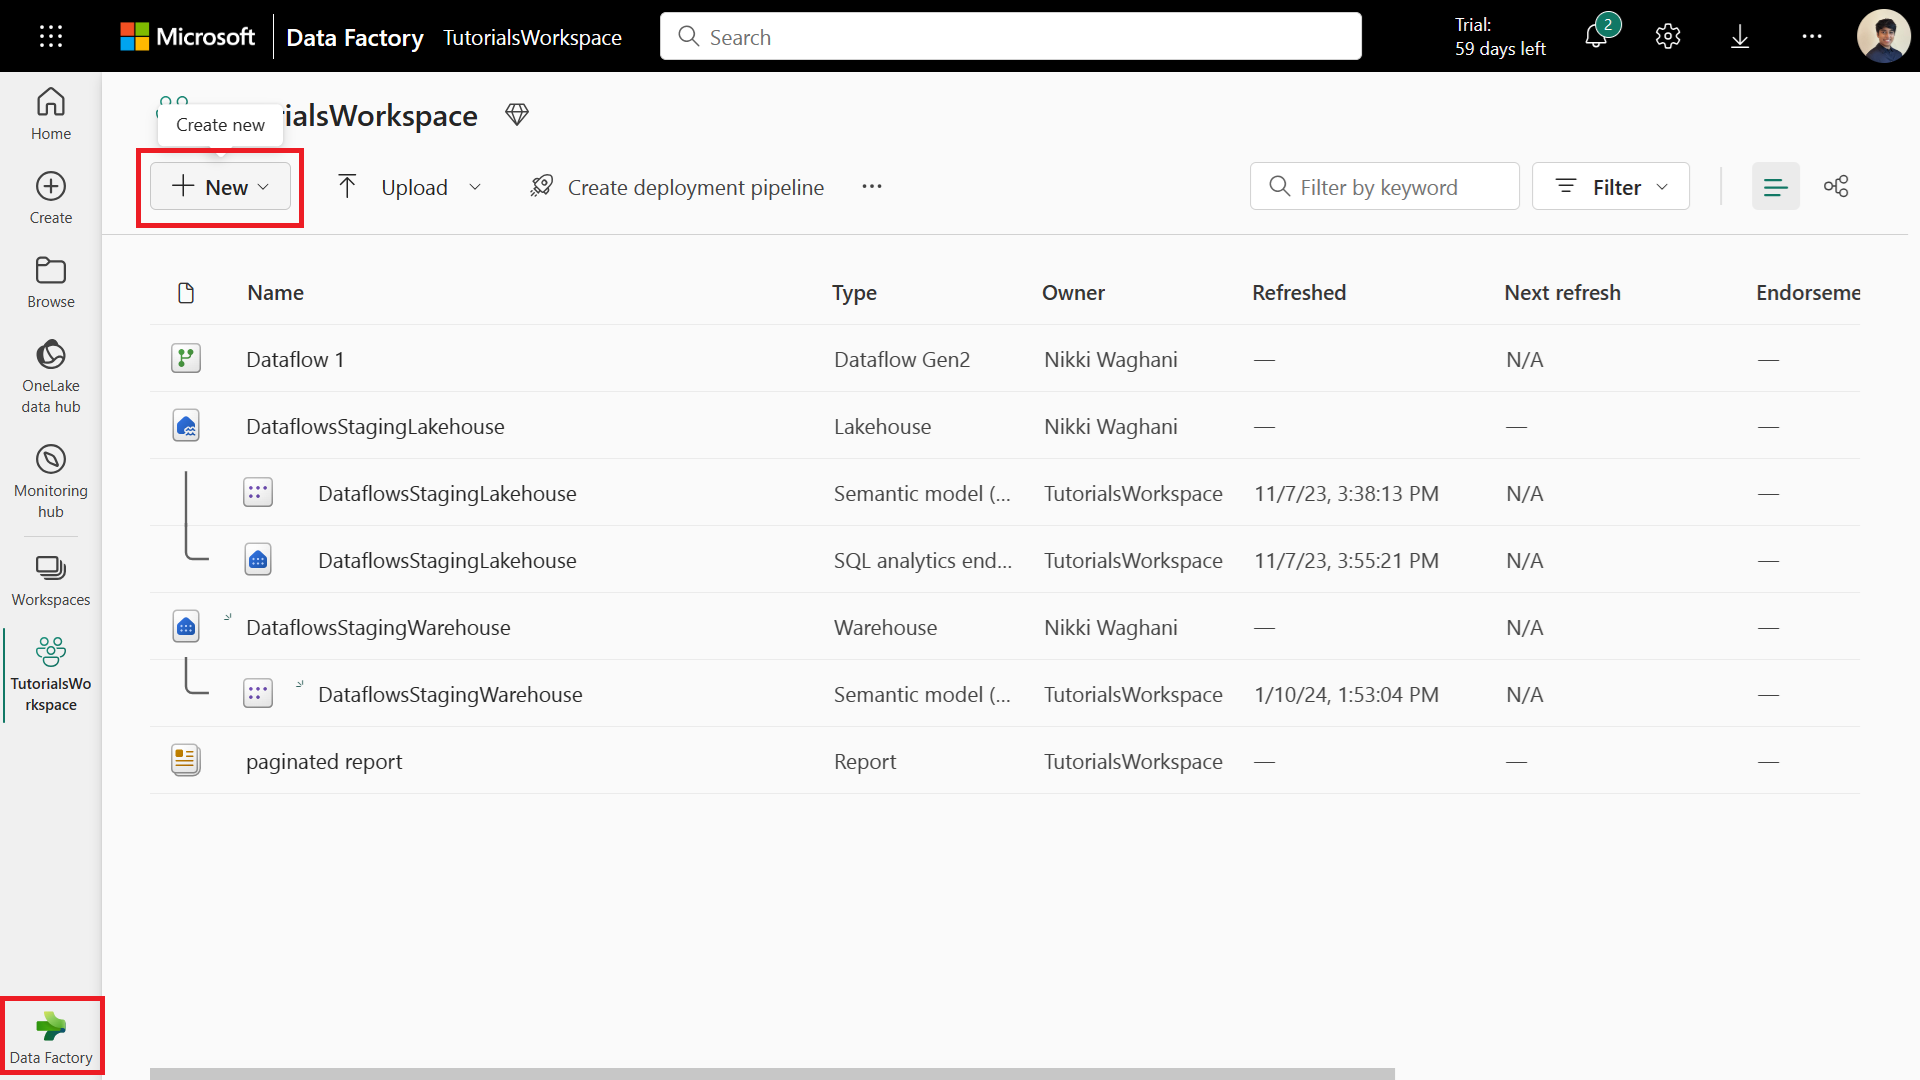 Microsoft
Data Factory
TutorialsWorkspace
Search
Trial:
59 days left
2
Home
Create
Browse
OneLake
data hub
Monitoring
hub
Workspaces
TutorialsWo
rkspace
Data Factory
ialsWorkspace
Create new
New
Upload
Create deployment pipeline
Filter by keyword
Filter
Name Type Owner Refreshed Next refresh Endorseme
Dataflow 1 Dataflow Gen2 Nikki Waghani — N/A —
DataflowsStagingLakehouse Lakehouse Nikki Waghani — — —
DataflowsStagingLakehouse Semantic model (... TutorialsWorkspace 11/7/23, 3:38:13 PM N/A —
DataflowsStagingLakehouse SQL analytics end... TutorialsWorkspace 11/7/23, 3:55:21 PM N/A —
DataflowsStagingWarehouse Warehouse Nikki Waghani — N/A —
DataflowsStagingWarehouse Semantic model (... TutorialsWorkspace 1/10/24, 1:53:04 PM N/A —
paginated report Report TutorialsWorkspace — — —